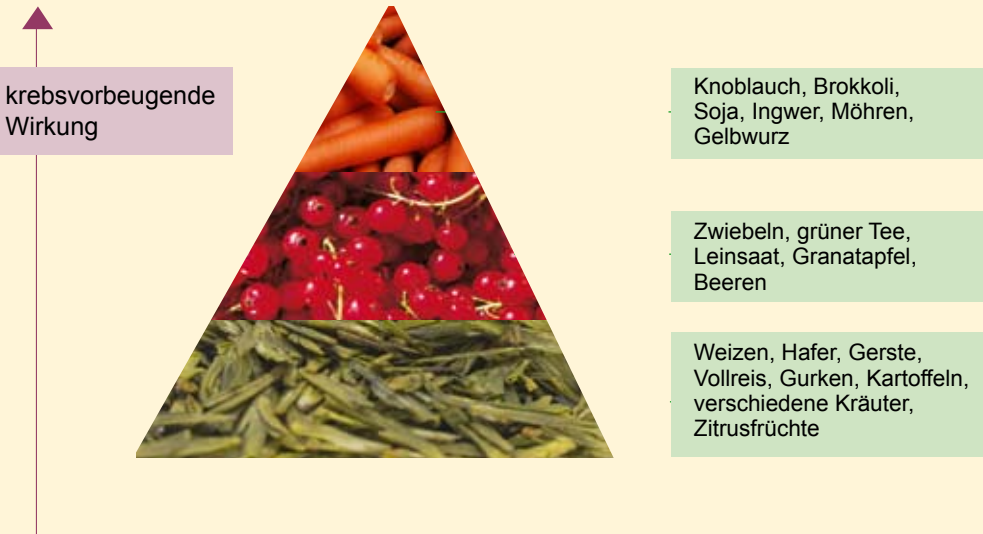 krebsvorbeugende
Wirkung
Knoblauch, Brokkoli,
Soja, Ingwer, Möhren,
Gelbwurz
Zwiebeln, grüner Tee,
Leinsaat, Granatapfel,
Beeren
Weizen, Hafer, Gerste,
Vollreis, Gurken, Kartoffeln,
verschiedene Kräuter,
Zitrusfrüchte